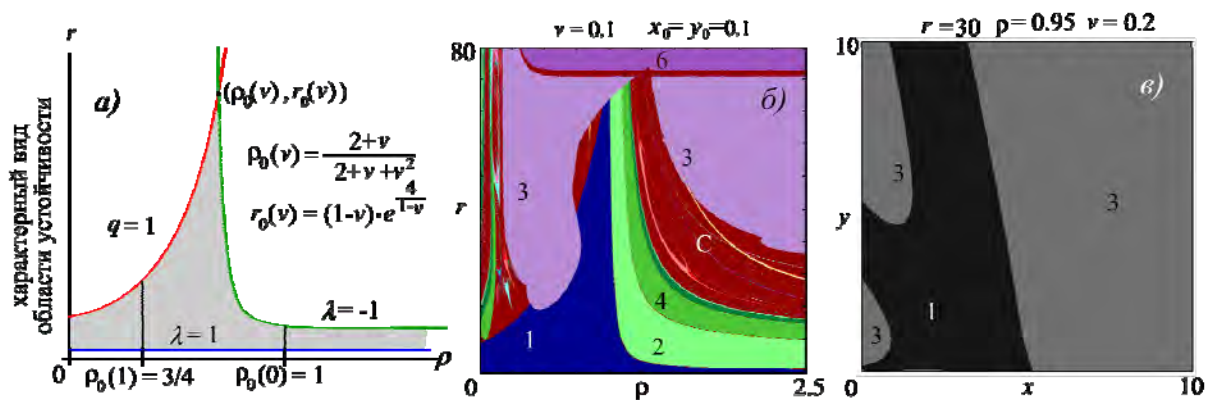 r
а)
(ρ₀(ν), r₀(ν))
ρ₀(ν) = 2+ν / 2+ν+ν²
r₀(ν) = (1-ν)·e^(4/(1-ν))
q = 1
λ = -1
λ = 1
ρ
0
ρ₀(1) = 3/4
ρ₀(0) = 1
характорный вид
области устойчивости
ν = 0.1 x₀ = y₀ = 0.1
80
6
б)
3
3
r
C
4
1
2
0
ρ
2.5
r = 30 ρ = 0.95 ν = 0.2
10
в)
3
3
y
1
3
0
x
10